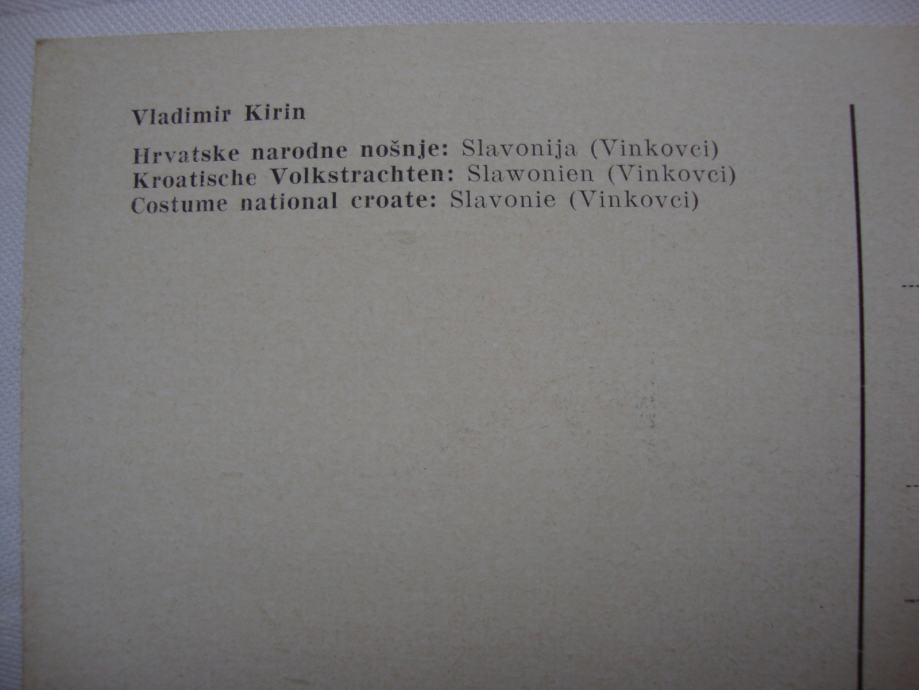 Vladimir Kirin
Hrvatske narodne nošnje: Slavonija (Vinkovci)
Kroatische Volkstrachten: Slawonien (Vinkovci)
Costume national croate: Slavonie (Vinkovci)